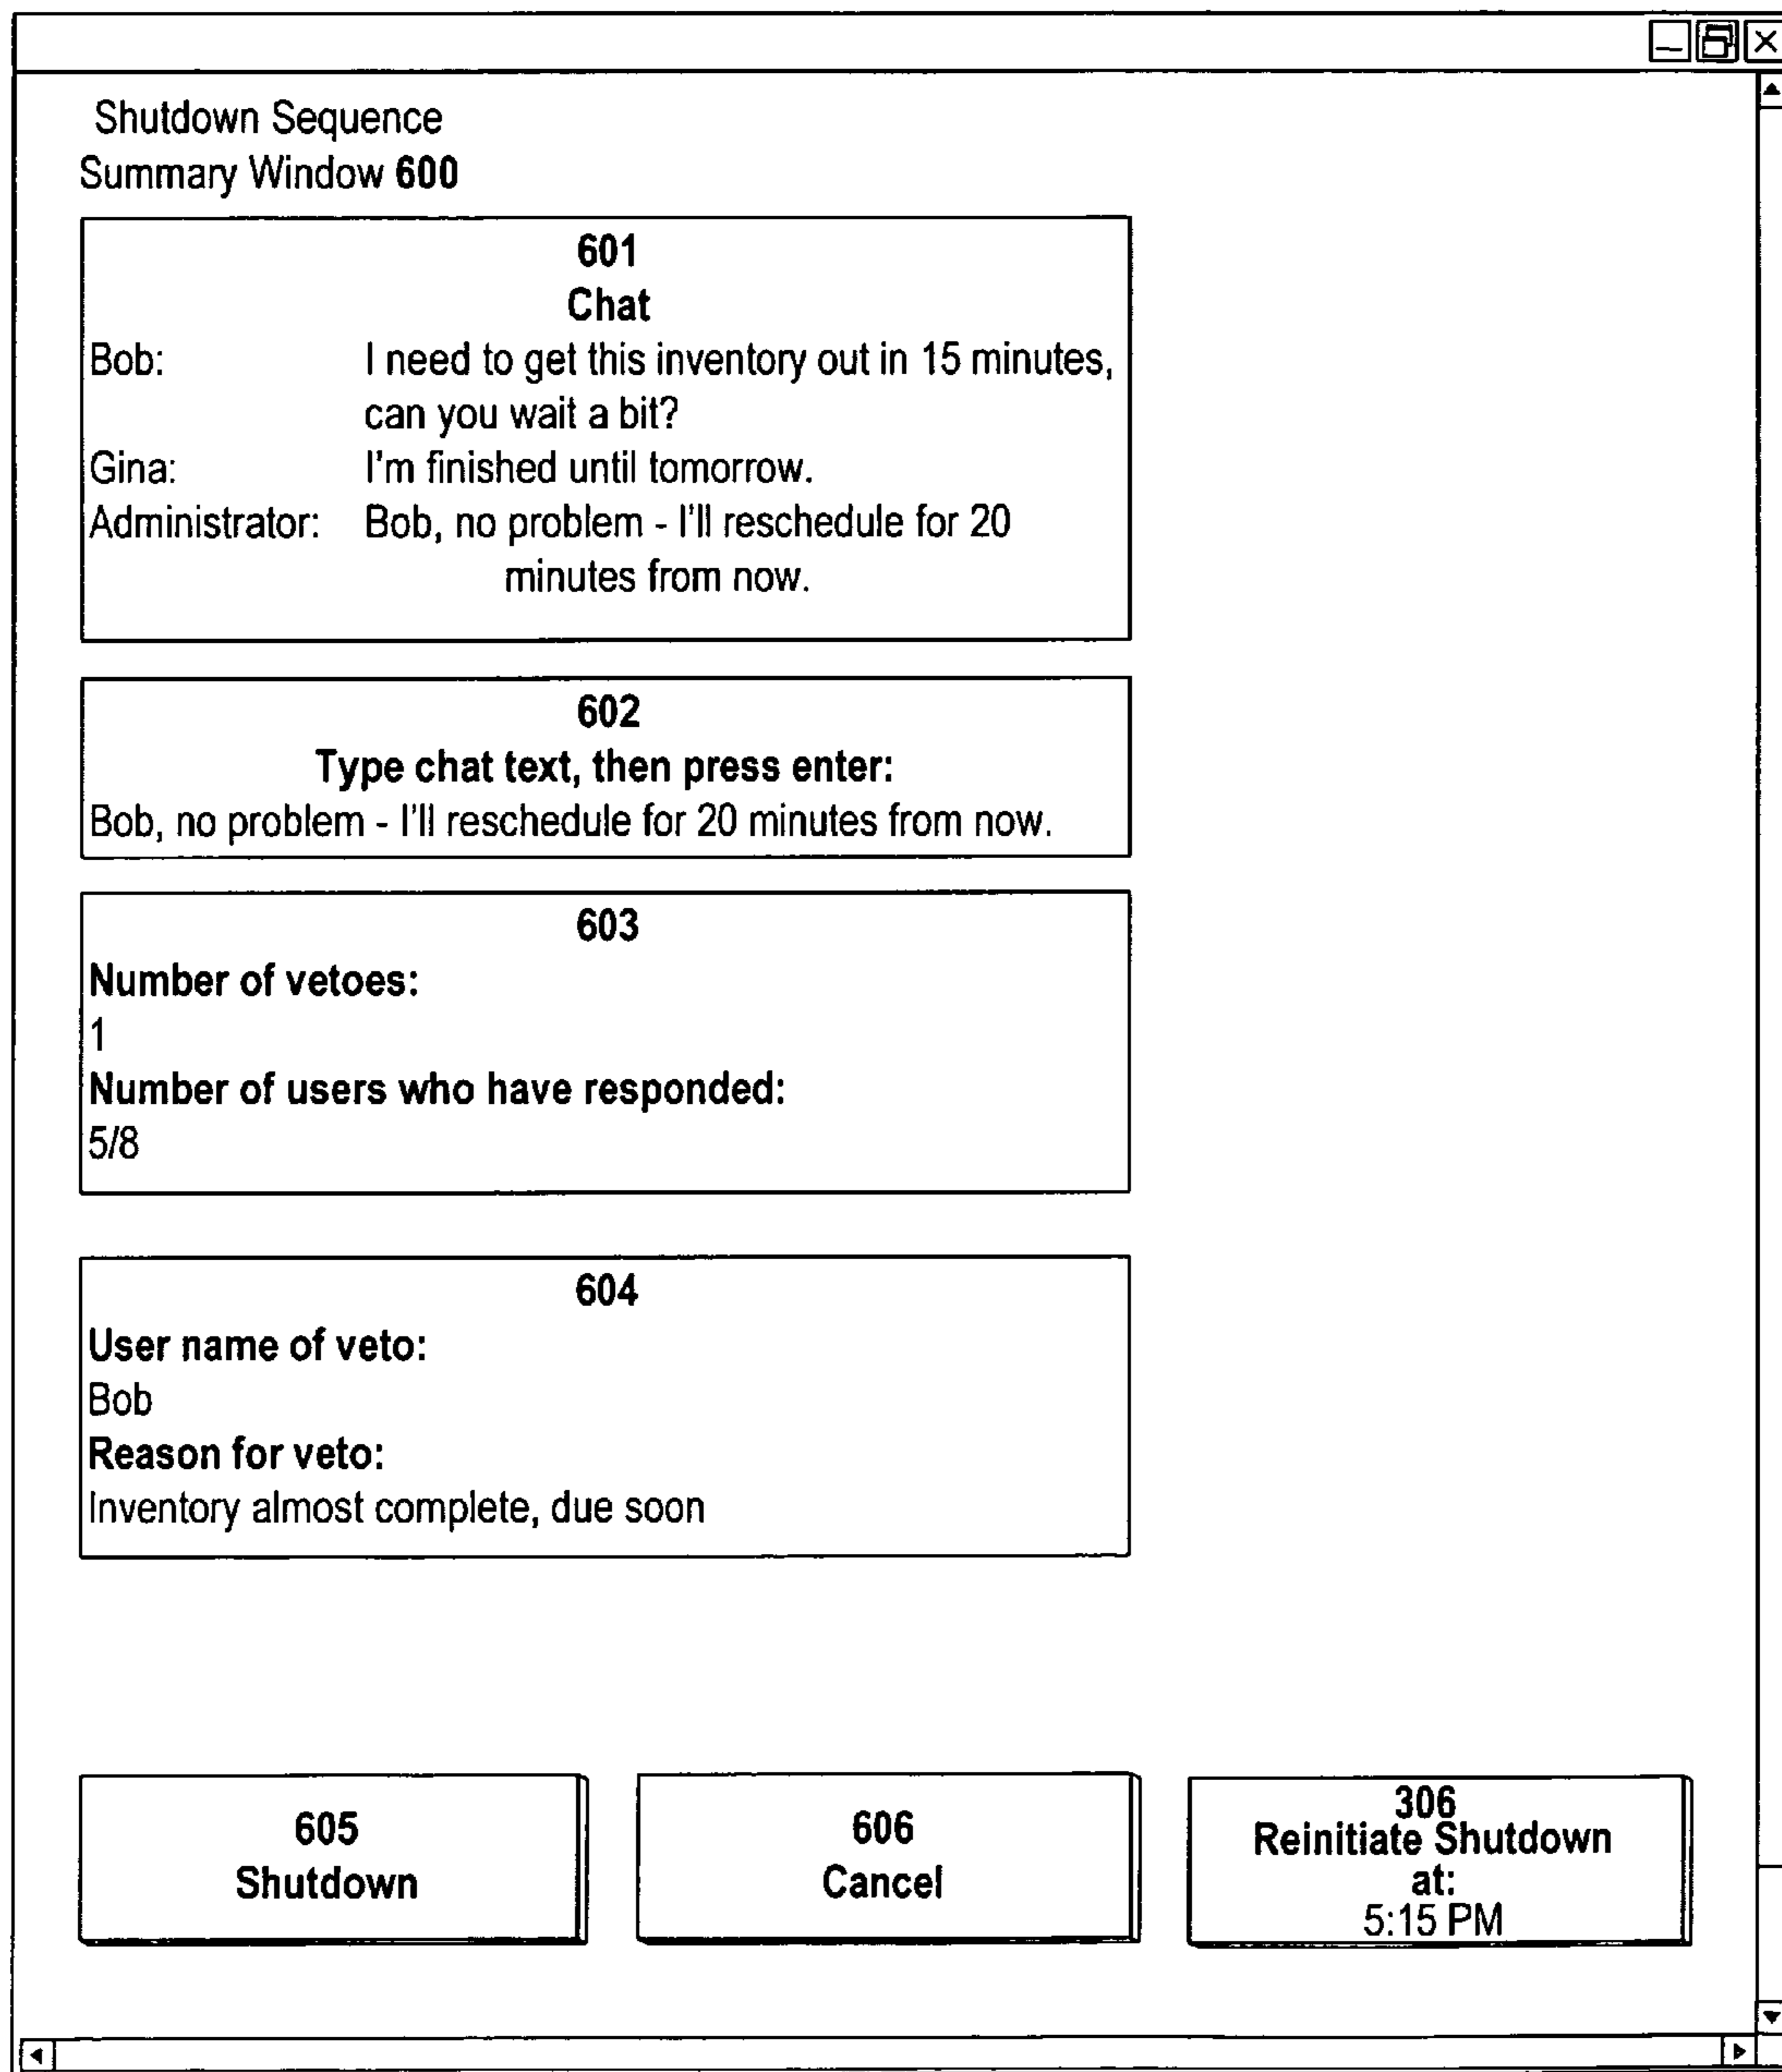 Shutdown Sequence
Summary Window 600
601
Chat
Bob: I need to get this inventory out in 15 minutes,
can you wait a bit?
Gina: I'm finished until tomorrow.
Administrator: Bob, no problem - I'll reschedule for 20
minutes from now.
602
Type chat text, then press enter:
Bob, no problem - I'll reschedule for 20 minutes from now.
603
Number of vetoes:
1
Number of users who have responded:
5/8
604
User name of veto:
Bob
Reason for veto:
Inventory almost complete, due soon
605
Shutdown
606
Cancel
306
Reinitiate Shutdown
at:
5:15 PM